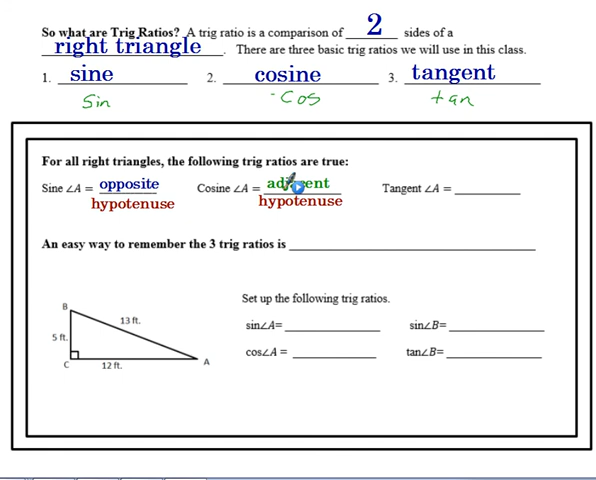 So what are Trig Ratios? A trig ratio is a comparison of 2 sides of a
right triangle. There are three basic trig ratios we will use in this class.
1. sine 2. cosine 3. tangent
Sin Cos tan
For all right triangles, the following trig ratios are true:
Sine ∠A = opposite Cosine ∠A = Tangent ∠A =
hypotenuse hypotenuse
An easy way to remember the 3 trig ratios is
Set up the following trig ratios.
B
13 ft.
sin∠A= sin∠B=
5 ft.
cos∠A = tan∠B=
C 12 ft. A